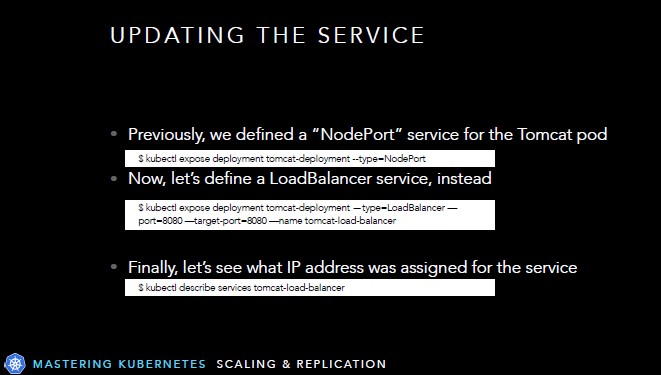 UPDATING THE SERVICE
• Previously, we defined a “NodePort” service for the Tomcat pod
$ kubectl expose deployment tomcat-deployment --type=NodePort
• Now, let’s define a LoadBalancer service, instead
$ kubectl expose deployment tomcat-deployment —type=LoadBalancer —
port=8080 —target-port=8080 —name tomcat-load-balancer
• Finally, let’s see what IP address was assigned for the service
$ kubectl describe services tomcat-load-balancer
MASTERING KUBERNETES SCALING & REPLICATION